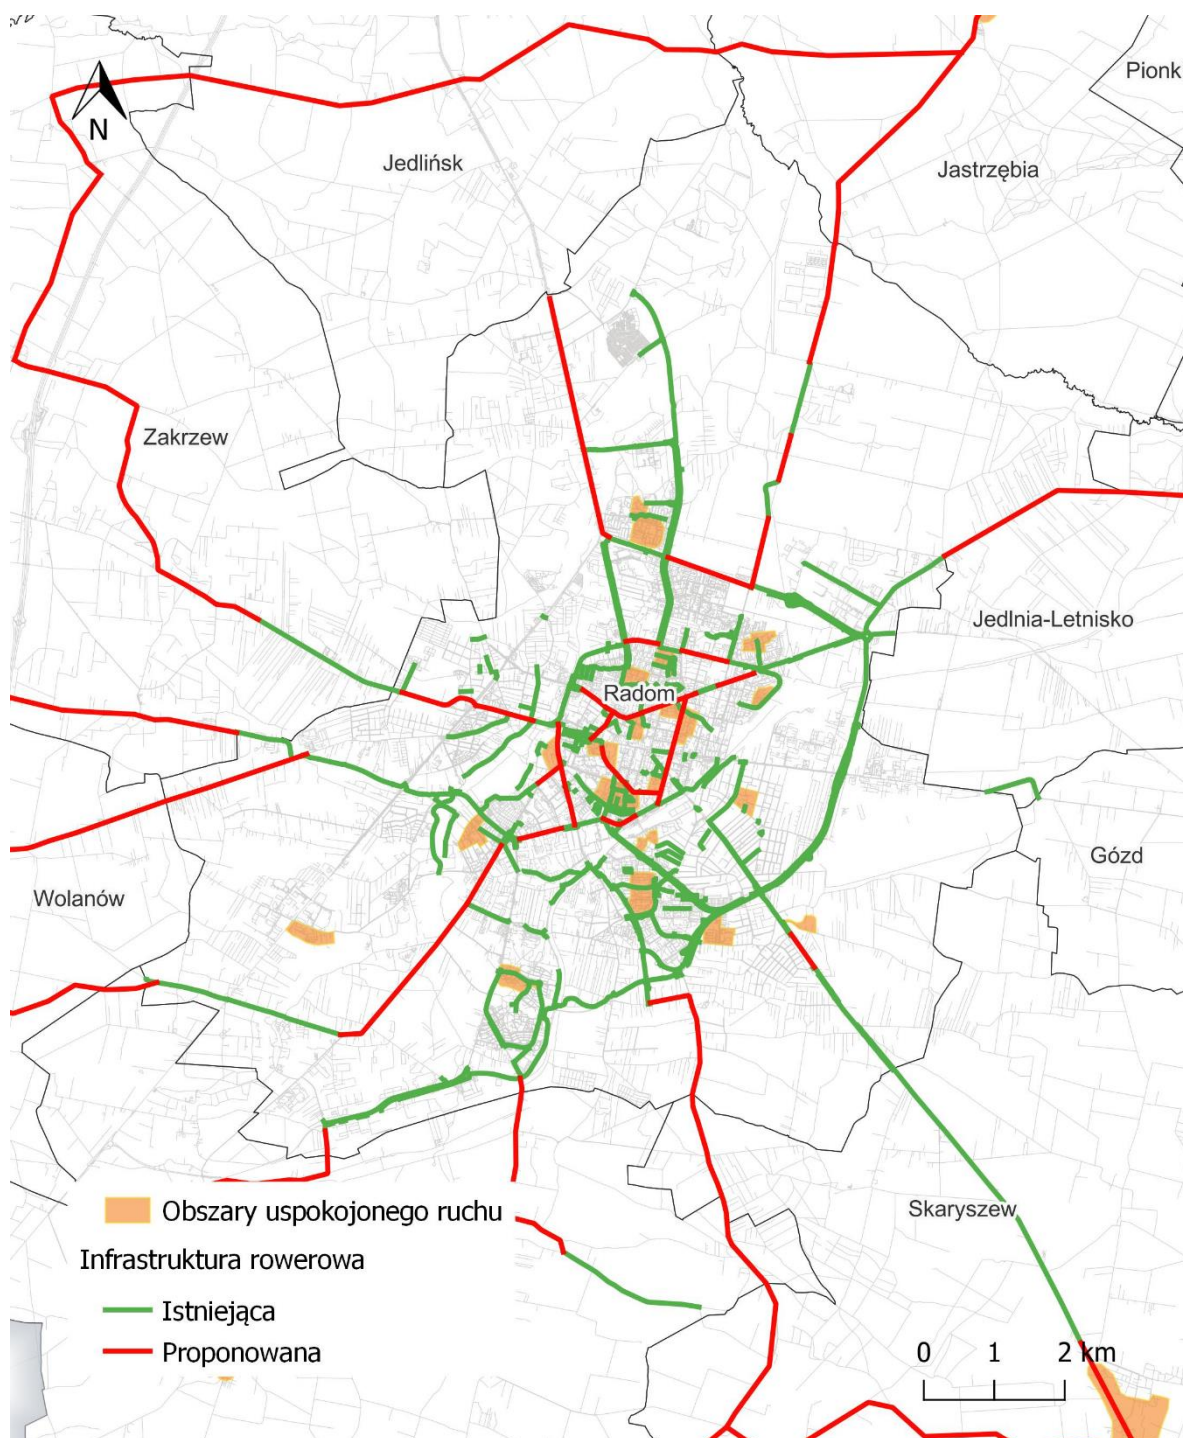 Pionk
N
Jedlińsk
Jastrzębia
Zakrzew
Jedlnia-Letnisko
Radom
Gózd
Wolanów
Skaryszew
Obszary uspokojonego ruchu
Infrastruktura rowerowa
Istniejąca
Proponowana
0 1 2 km